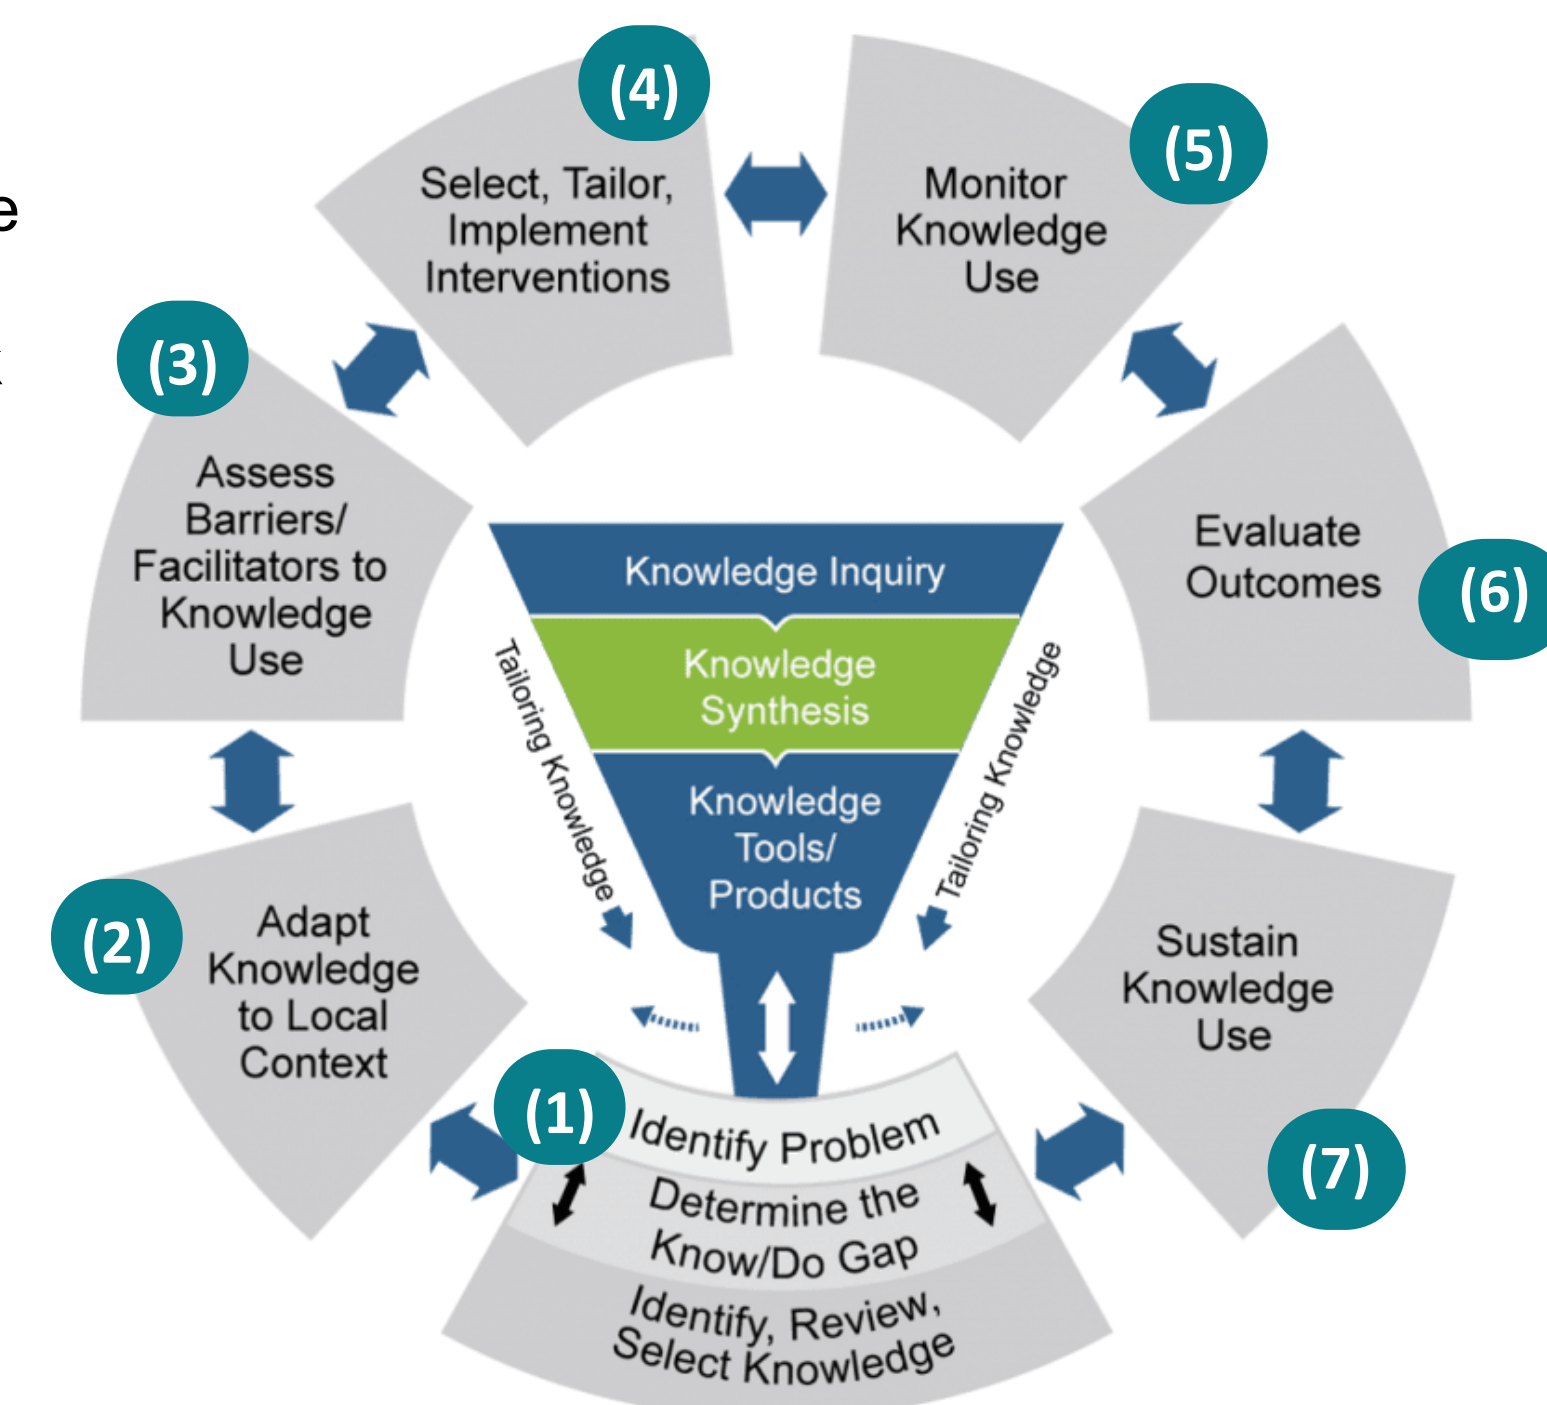 e
(4)
Select, Tailor,
Implement
Interventions
(5)
Monitor
Knowledge
Use
(3)
Assess
Barriers/
Facilitators to
Knowledge
Use
Evaluate
Outcomes
(6)
Knowledge Inquiry
Knowledge
Synthesis
Knowledge
Tools/
Products
Tailoring Knowledge
Tailoring Knowledge
(2)
Adapt
Knowledge
to Local
Context
Sustain
Knowledge
Use
(7)
(1)
Identify Problem
Determine the
Know/Do Gap
Identify, Review,
Select Knowledge